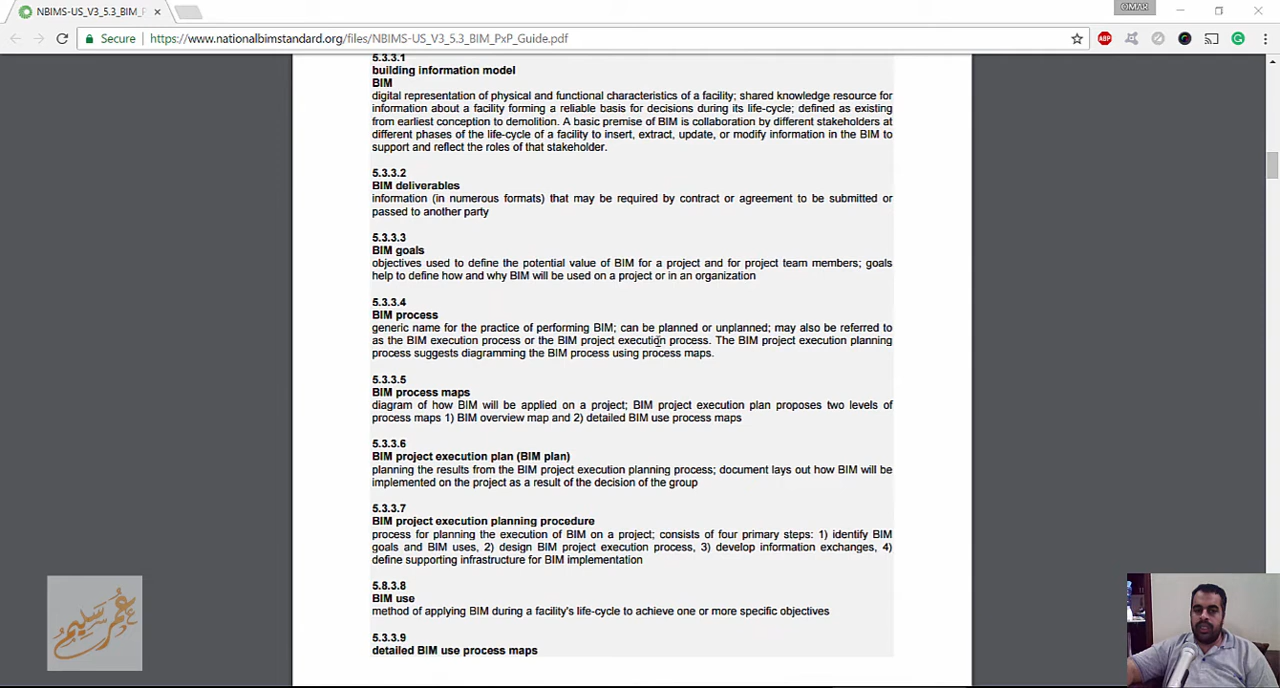 NBIMS-US_V3_5.3_BIM_P
OMAR
Secure
https://www.nationalbimstandard.org/files/NBIMS-US_V3_5.3_BIM_PxP_Guide.pdf
ABP
5.3.3.1
building information model
BIM
digital representation of physical and functional characteristics of a facility; shared knowledge resource for
information about a facility forming a reliable basis for decisions during its life-cycle; defined as existing
from earliest conception to demolition. A basic premise of BIM is collaboration by different stakeholders at
different phases of the life-cycle of a facility to insert, extract, update, or modify information in the BIM to
support and reflect the roles of that stakeholder.
5.3.3.2
BIM deliverables
information (in numerous formats) that may be required by contract or agreement to be submitted or
passed to another party
5.3.3.3
BIM goals
objectives used to define the potential value of BIM for a project and for project team members; goals
help to define how and why BIM will be used on a project or in an organization
5.3.3.4
BIM process
generic name for the practice of performing BIM; can be planned or unplanned; may also be referred to
as the BIM execution process or the BIM project execution process. The BIM project execution planning
process suggests diagramming the BIM process using process maps.
5.3.3.5
BIM process maps
diagram of how BIM will be applied on a project; BIM project execution plan proposes two levels of
process maps 1) BIM overview map and 2) detailed BIM use process maps
5.3.3.6
BIM project execution plan (BIM plan)
planning the results from the BIM project execution planning process; document lays out how BIM will be
implemented on the project as a result of the decision of the group
5.3.3.7
BIM project execution planning procedure
process for planning the execution of BIM on a project; consists of four primary steps: 1) identify BIM
goals and BIM uses, 2) design BIM project execution process, 3) develop information exchanges, 4)
define supporting infrastructure for BIM implementation
5.8.3.8
BIM use
method of applying BIM during a facility's life-cycle to achieve one or more specific objectives
5.3.3.9
detailed BIM use process maps
عمر سليم